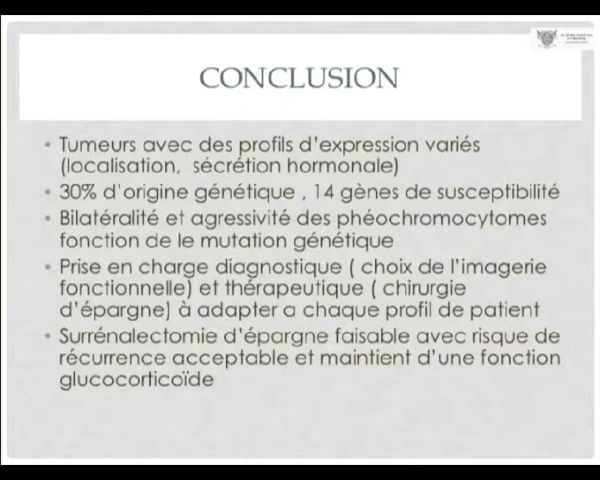 CONCLUSION
• Tumeurs avec des profils d'expression variés
(localisation, sécrétion hormonale)
• 30% d'origine génétique , 14 gènes de susceptibilité
• Bilatéralité et agressivité des phéochromocytomes
fonction de le mutation génétique
• Prise en charge diagnostique ( choix de l'imagerie
fonctionnelle) et thérapeutique ( chirurgie
d'épargne) à adapter a chaque profil de patient
• Surrénalectomie d'épargne faisable avec risque de
récurrence acceptable et maintient d'une fonction
glucocorticoïde